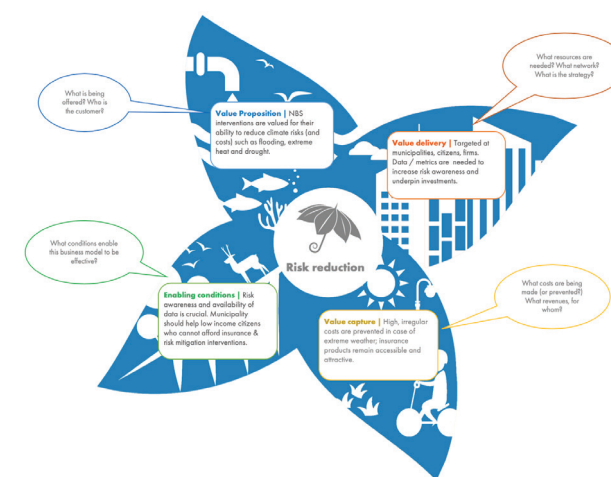 What resources are
needed? What network?
What is the strategy?
What is being
offered? Who is
the customer?
Value Proposition | NBS
interventions are valued for their
ability to reduce climate risks (and
costs) such as flooding, extreme
heat and drought.
Value delivery | Targeted at
municipalities, citizens, firms.
Data / metrics are needed to
increase risk awareness and
underpin investments.
What conditions enable
this business model to be
effective?
Risk reduction
Enabling conditions | Risk
awareness and availability of
data is crucial. Municipality
should help low income citizens
who cannot afford insurance &
risk mitigation interventions.
Value capture | High, irregular
costs are prevented in case of
extreme weather; insurance
products remain accessible and
attractive.
What costs are being
made (or prevented?)
What revenues, for
whom?